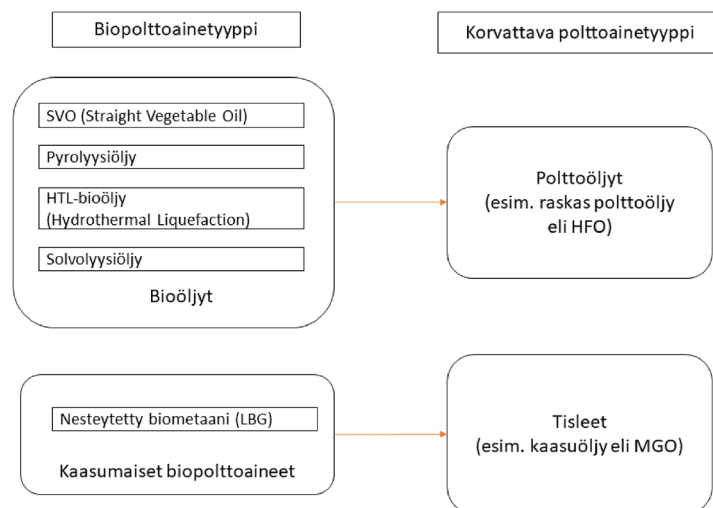 Biopolttoainetyyppi
Korvattava polttoainetyyppi
SVO (Straight Vegetable Oil)
Pyrolyysiöljy
HTL-bioöljy
(Hydrothermal Liquefaction)
Solvolyysiöljy
Bioöljyt
Polttoöljyt
(esim. raskas polttoöljy
eli HFO)
Nesteytetty biometaani (LBG)
Kaasumaiset biopolttoaineet
Tisleet
(esim. kaasuöljy eli MGO)